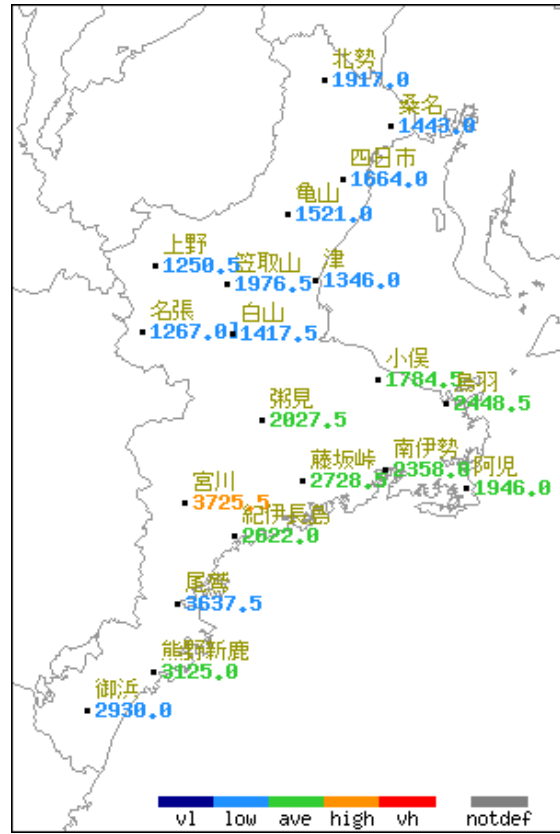 北勢
1917.0
桑名
1443.0
四日市
1664.0
亀山
1521.0
上野
1250.5
笠取山
1976.5
津
1346.0
名張
1267.0]
白山
1417.5
小俣
1784.5
鳥羽
2448.5
粥見
2027.5
藤坂峠
2728.5
南伊勢
阿児
1946.0
宮川
3725.5
紀伊長島
尾鷲
3637.5
熊野新鹿
3125.0
御浜
2930.0
vl low ave high vh notdef